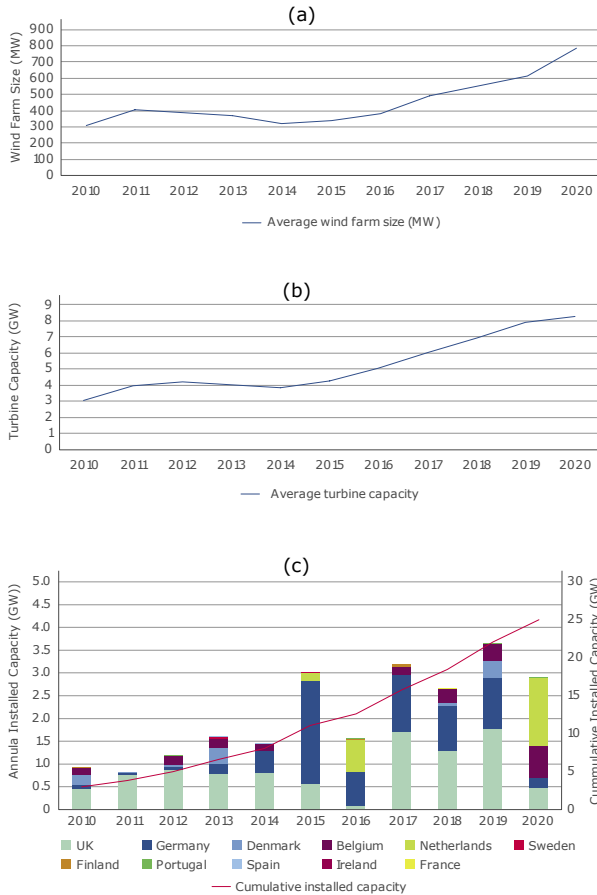 (a)
Wind Farm Size (MW)
900
800
700
600
500
400
300
200
100
0
2010 2011 2012 2013 2014 2015 2016 2017 2018 2019 2020
Average wind farm size (MW)
(b)
Turbine Capacity (GW)
9
8
7
6
5
4
3
2
1
0
2010 2011 2012 2013 2014 2015 2016 2017 2018 2019 2020
Average turbine capacity
(c)
Annula Installed Capacity (GW))
5.0
4.5
4.0
3.5
3.0
2.5
2.0
1.5
1.0
0.5
0
30
25
20
15
10
5
0
Cummulative Installed Capacity (GW)
2010 2011 2012 2013 2014 2015 2016 2017 2018 2019 2020
UK Germany Denmark Belgium Netherlands Sweden
Finland Portugal Spain Ireland France
Cumulative installed capacity